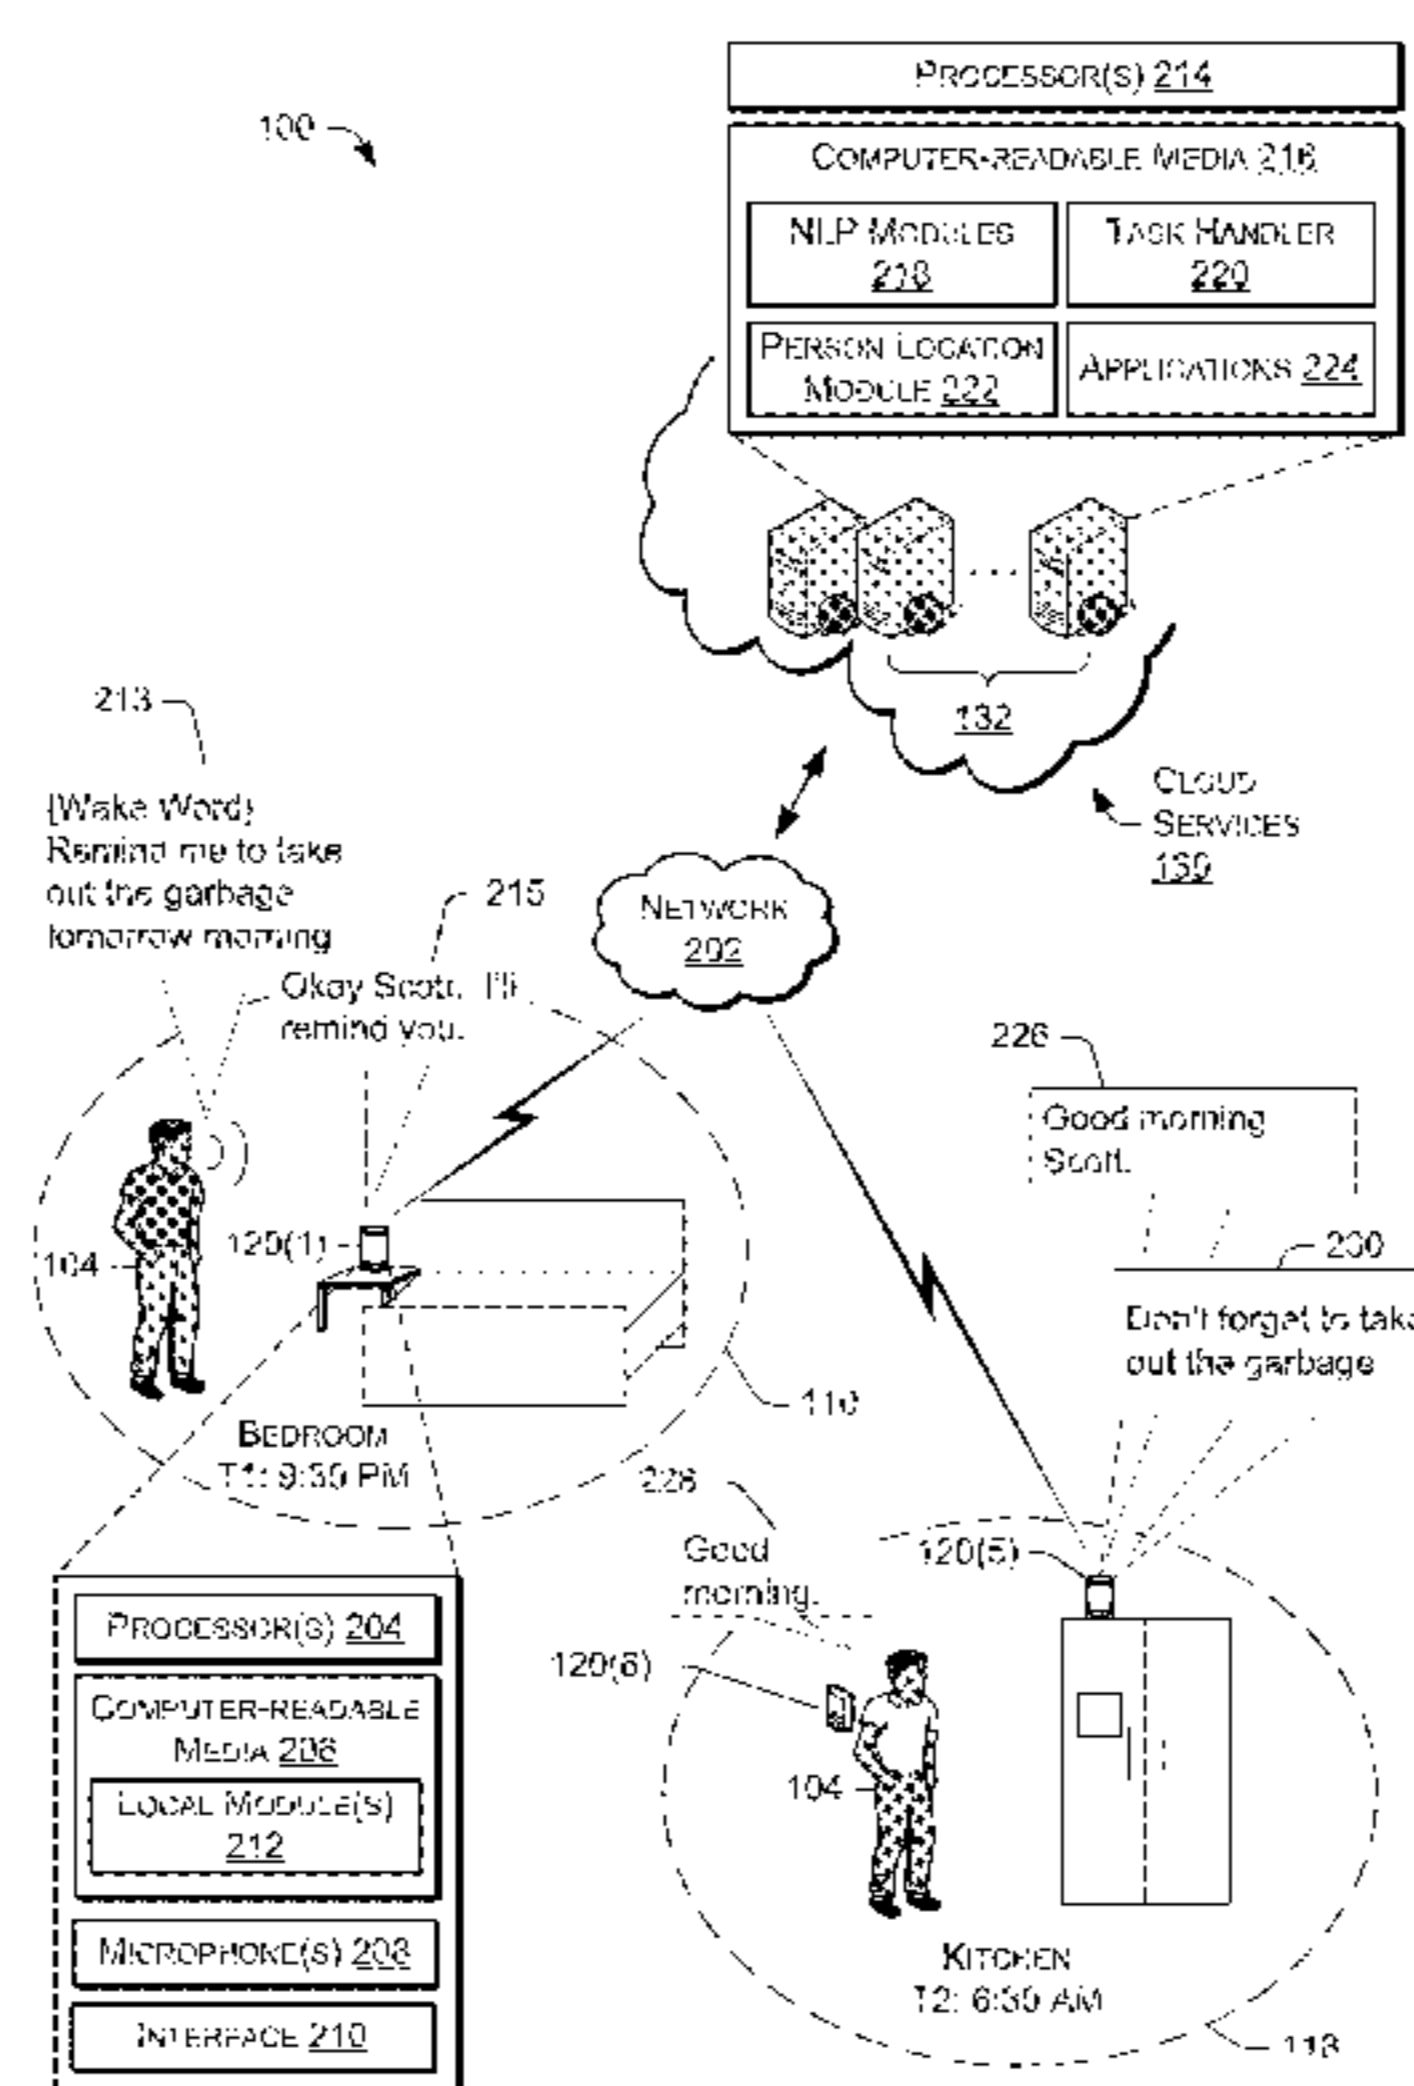 PROCESSOR(S) 214
100
COMPUTER-READABLE MEDIA 216
NLP MODULES
218
TASK HANDLER
220
PERSON LOCATION
MODULE 222
APPLICATIONS 224
132
213
CLOUD
SERVICES
130
{Wake Word}
Remind me to take
out the garbage
tomorrow morning
215
NETWORK
202
Okay Scott. I'll
remind you.
226
Good morning
Scott.
120(1)
104
230
Don't forget to take
out the garbage
110
BEDROOM
T1: 9:30 PM
228
Good
morning.
120(5)
PROCESSOR(S) 204
120(6)
COMPUTER-READABLE
MEDIA 206
104
LOCAL MODULE(S)
212
MICROPHONE(S) 208
KITCHEN
T2: 6:30 AM
INTERFACE 210
118